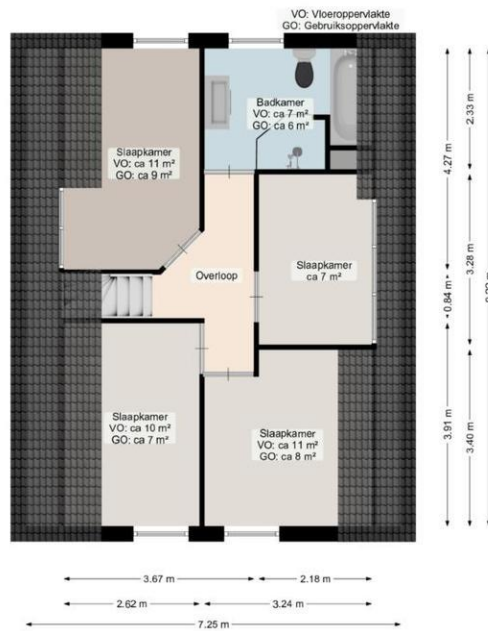 VO: Vloeroppervlakte
GO: Gebruiksoppervlakte
Badkamer
VO: ca 7 m²
GO: ca 6 m²
Slaapkamer
VO: ca 11 m²
GO: ca 9 m²
Overloop
Slaapkamer
ca 7 m²
Slaapkamer
VO: ca 10 m²
GO: ca 7 m²
Slaapkamer
VO: ca 11 m²
GO: ca 8 m²
4.27 m
0.84 m
3.91 m
2.33 m
3.28 m
3.40 m
3.67 m
2.18 m
2.62 m
3.24 m
7.25 m